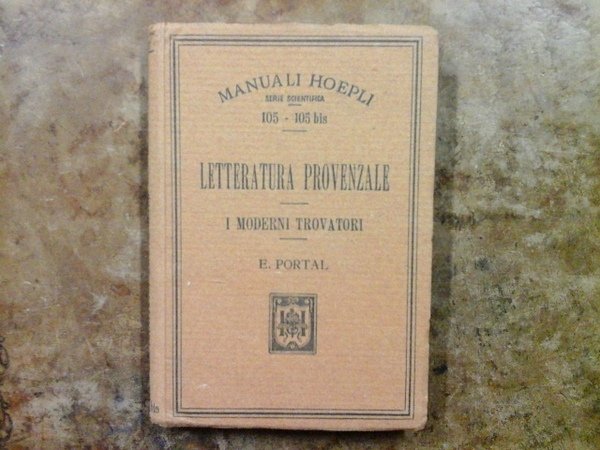 MANUALI HOEPLI
SERIE SCIENTIFICA
105 - 105 bis
LETTERATURA PROVENZALE
I MODERNI TROVATORI
E. PORTAL